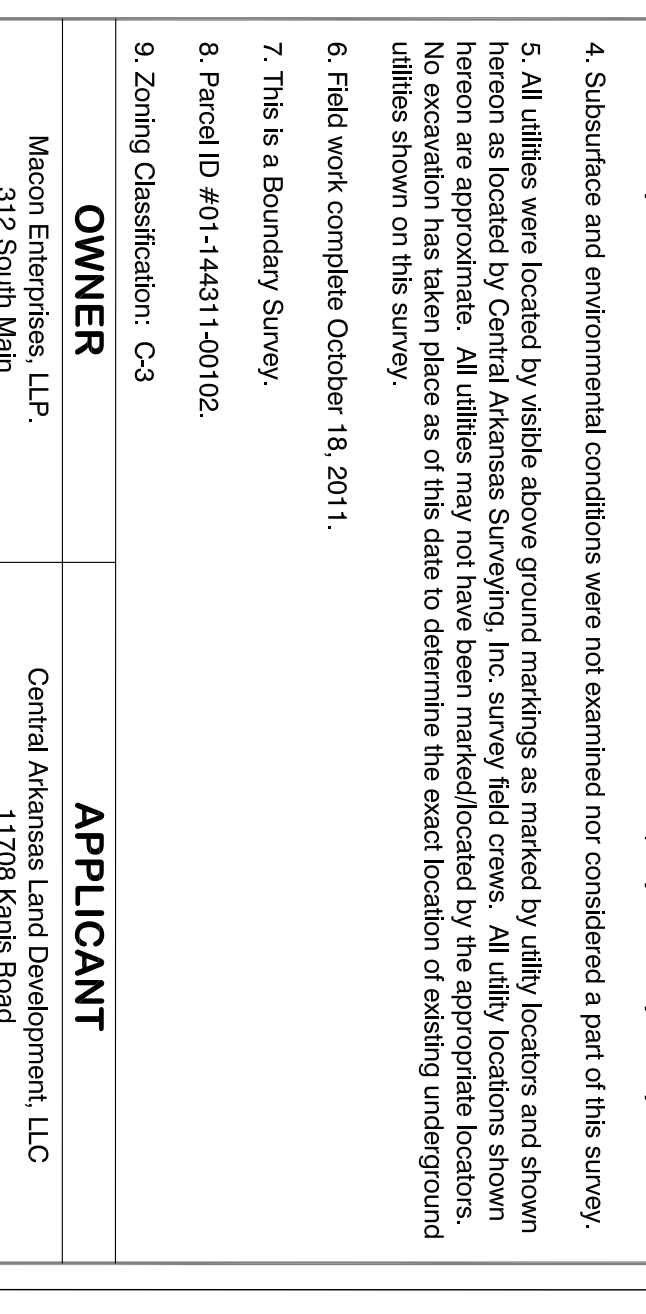 4. Subsurface and environmental conditions were not examined nor considered a part of this survey.
5. All utilities were located by visible above ground markings as marked by utility locators and shown
hereon as located by Central Arkansas Surveying, Inc. survey field crews. All utility locations shown
hereon are approximate. All utilities may not have been marked/located by the appropriate locators.
No excavation has taken place as of this date to determine the exact location of existing underground
utilities shown on this survey.
6. Field work complete October 18, 2011.
7. This is a Boundary Survey.
8. Parcel ID #01-144311-00102.
9. Zoning Classification: C-3
OWNER
Macon Enterprises, LLP.
312 South Main
APPLICANT
Central Arkansas Land Development, LLC
11708 Kanis Road